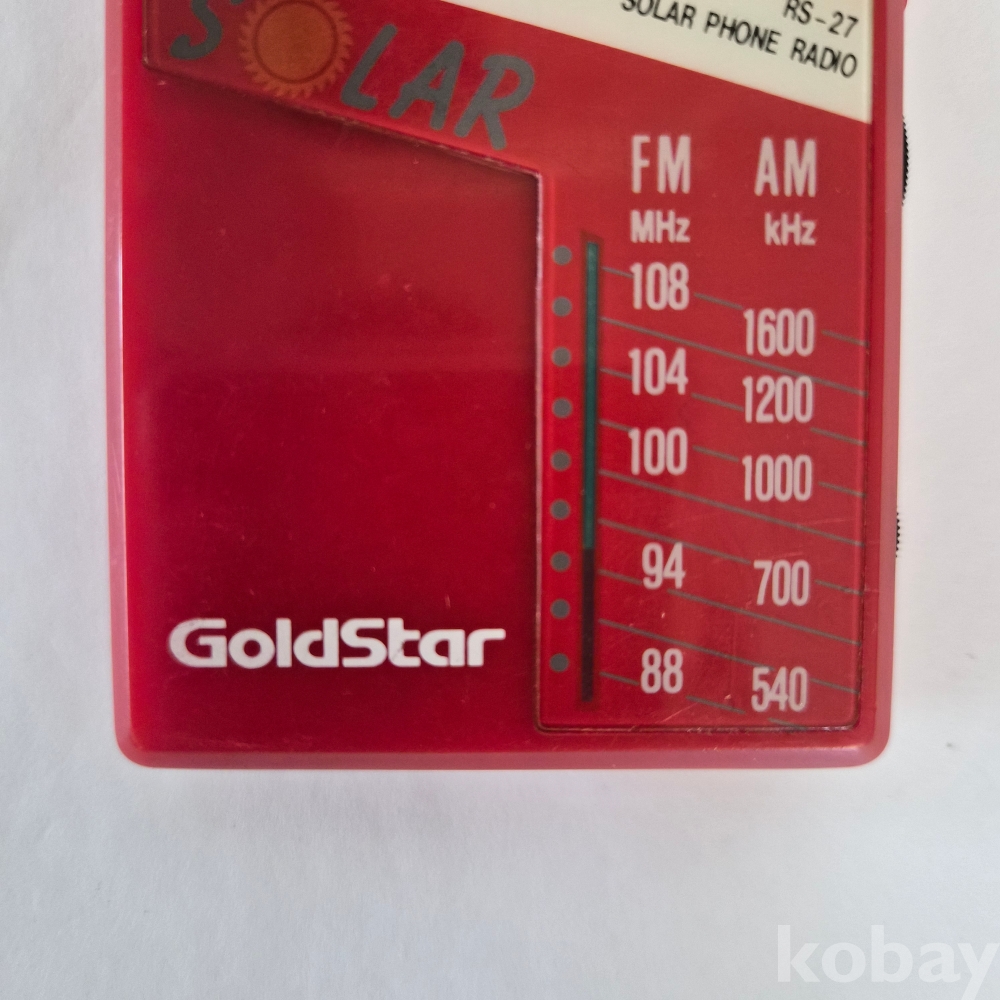 RS-27
SOLAR PHONE RADIO
SOLAR
FM AM
MHz kHz
108
1600
104
1200
100
1000
94
700
88
540
GoldStar
kobay